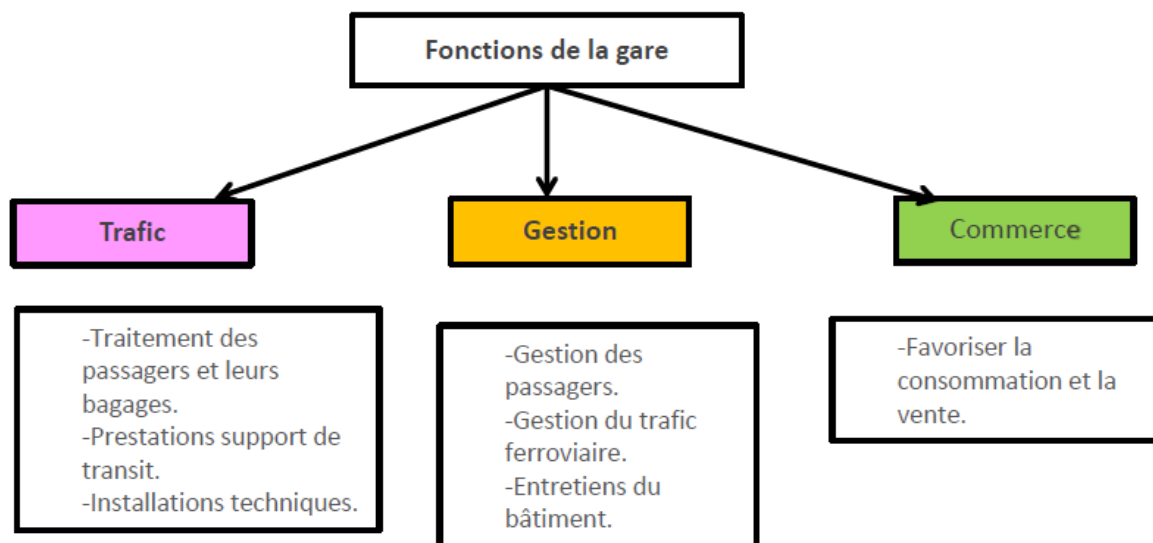 Fonctions de la gare
Trafic
Gestion
Commerce
-Traitement des
passagers et leurs
bagages.
-Prestations support de
transit.
-Installations techniques.
-Gestion des
passagers.
-Gestion du trafic
ferroviaire.
-Entretiens du
bâtiment.
-Favoriser la
consommation et la
vente.